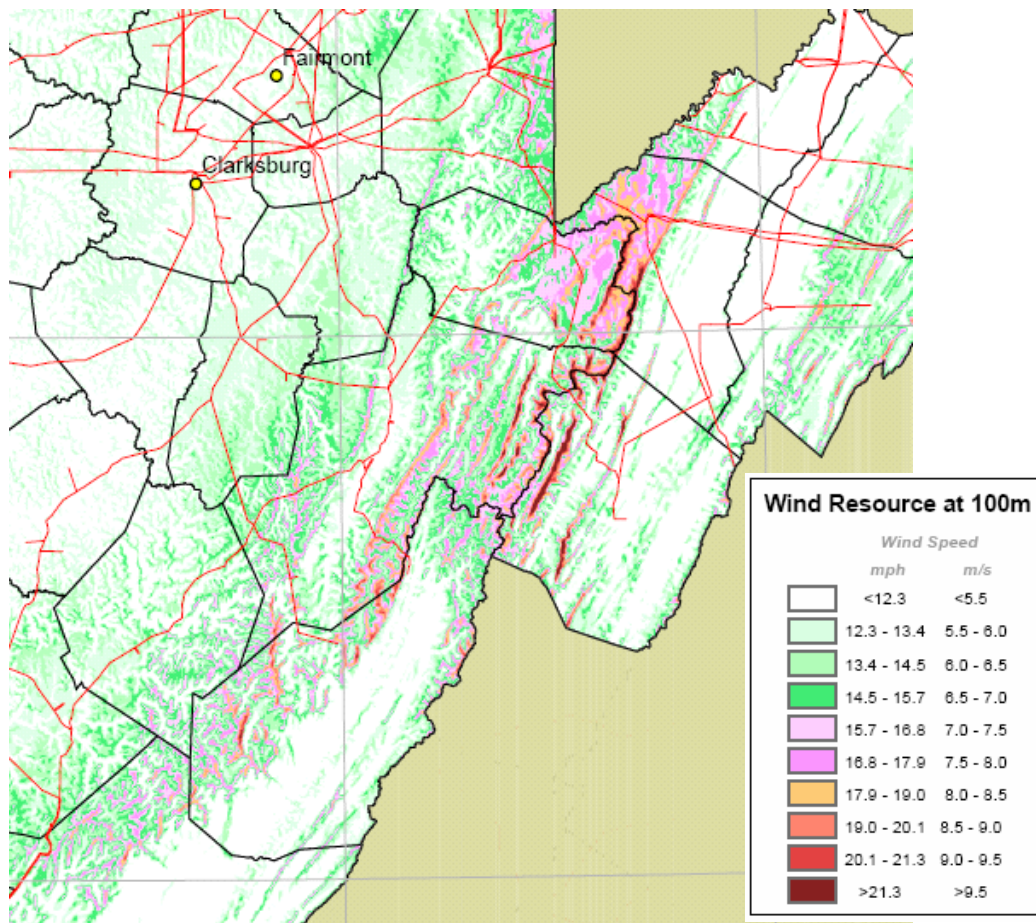 Fairmont
Clarksburg
Wind Resource at 100m
Wind Speed
mph m/s
<12.3 <5.5
12.3 - 13.4 5.5 - 6.0
13.4 - 14.5 6.0 - 6.5
14.5 - 15.7 6.5 - 7.0
15.7 - 16.8 7.0 - 7.5
16.8 - 17.9 7.5 - 8.0
17.9 - 19.0 8.0 - 8.5
19.0 - 20.1 8.5 - 9.0
20.1 - 21.3 9.0 - 9.5
>21.3 >9.5